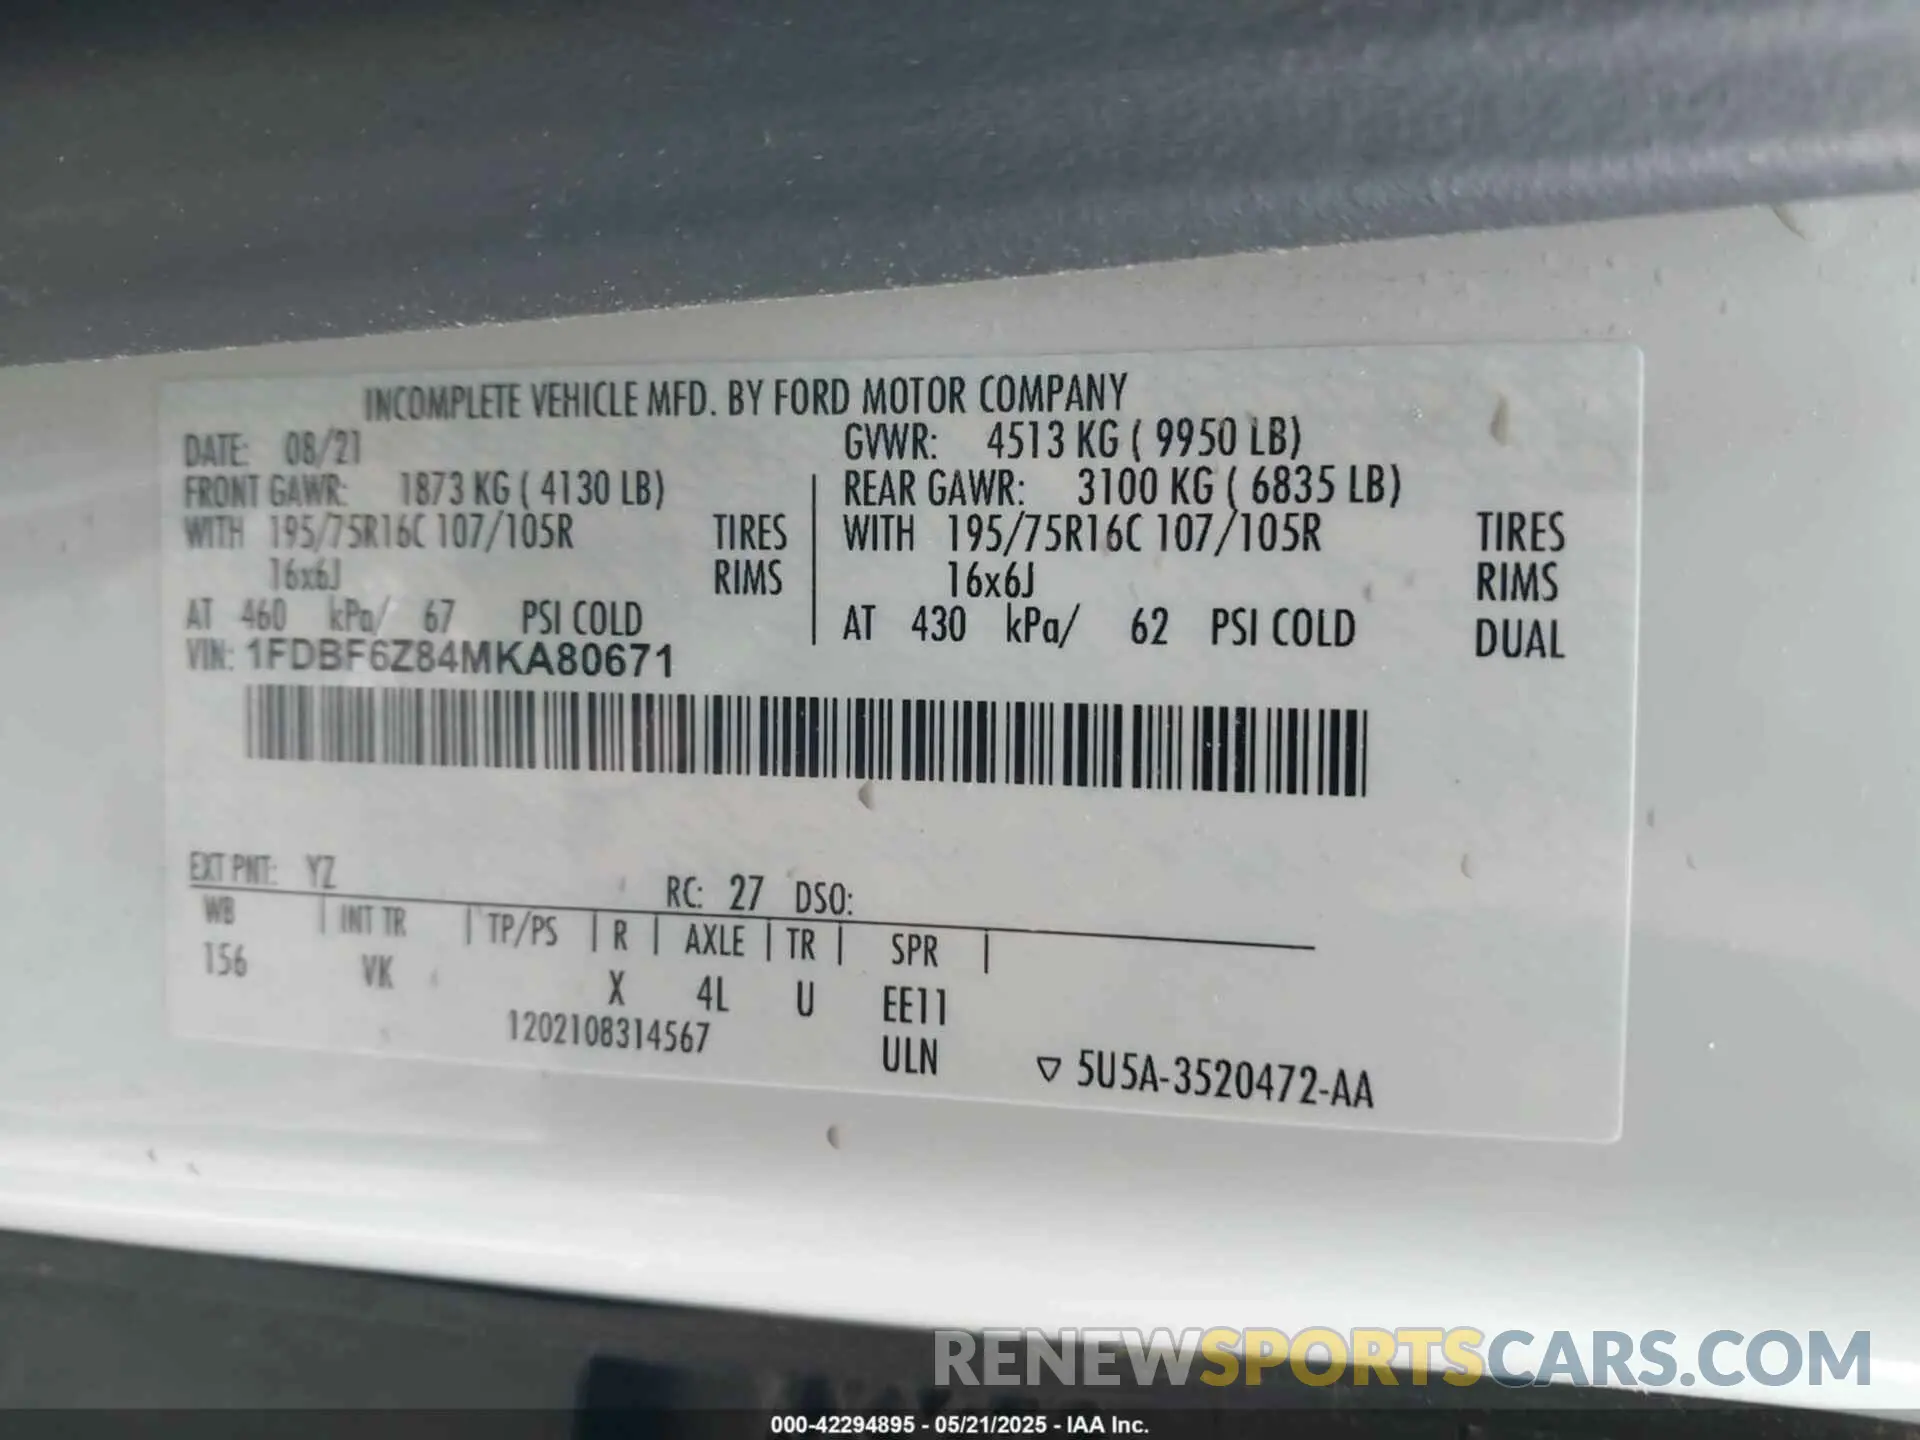 INCOMPLETE VEHICLE MFD. BY FORD MOTOR COMPANY
DATE: 08/21 GVWR: 4513 KG ( 9950 LB)
FRONT GAWR: 1873 KG ( 4130 LB) REAR GAWR: 3100 KG ( 6835 LB)
WITH 195/75R16C 107/105R TIRES WITH 195/75R16C 107/105R TIRES
16x6J RIMS 16x6J RIMS
AT 460 kPa/ 67 PSI COLD AT 430 kPa/ 62 PSI COLD DUAL
VIN: 1FDBF6Z84MKA80671
EXT PNT: YZ RC: 27 DSO:
WB | INT TR | TP/PS | R | AXLE | TR | SPR |
156 VK X 4L U EE11
1202108314567 ULN ▽ 5U5A-3520472-AA
RENEWSPORTSCARS.COM
000-42294895 - 05/21/2025 - IAA Inc.